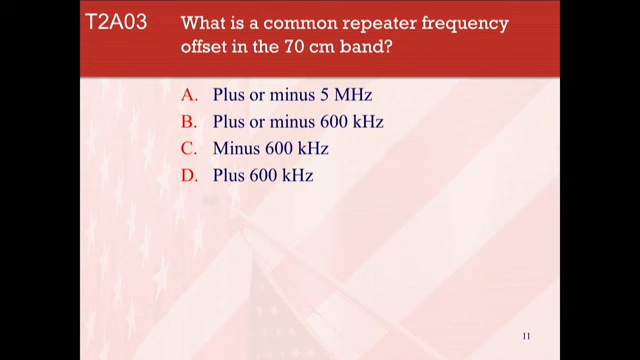 T2A03
What is a common repeater frequency
offset in the 70 cm band?
A. Plus or minus 5 MHz
B. Plus or minus 600 kHz
C. Minus 600 kHz
D. Plus 600 kHz
11